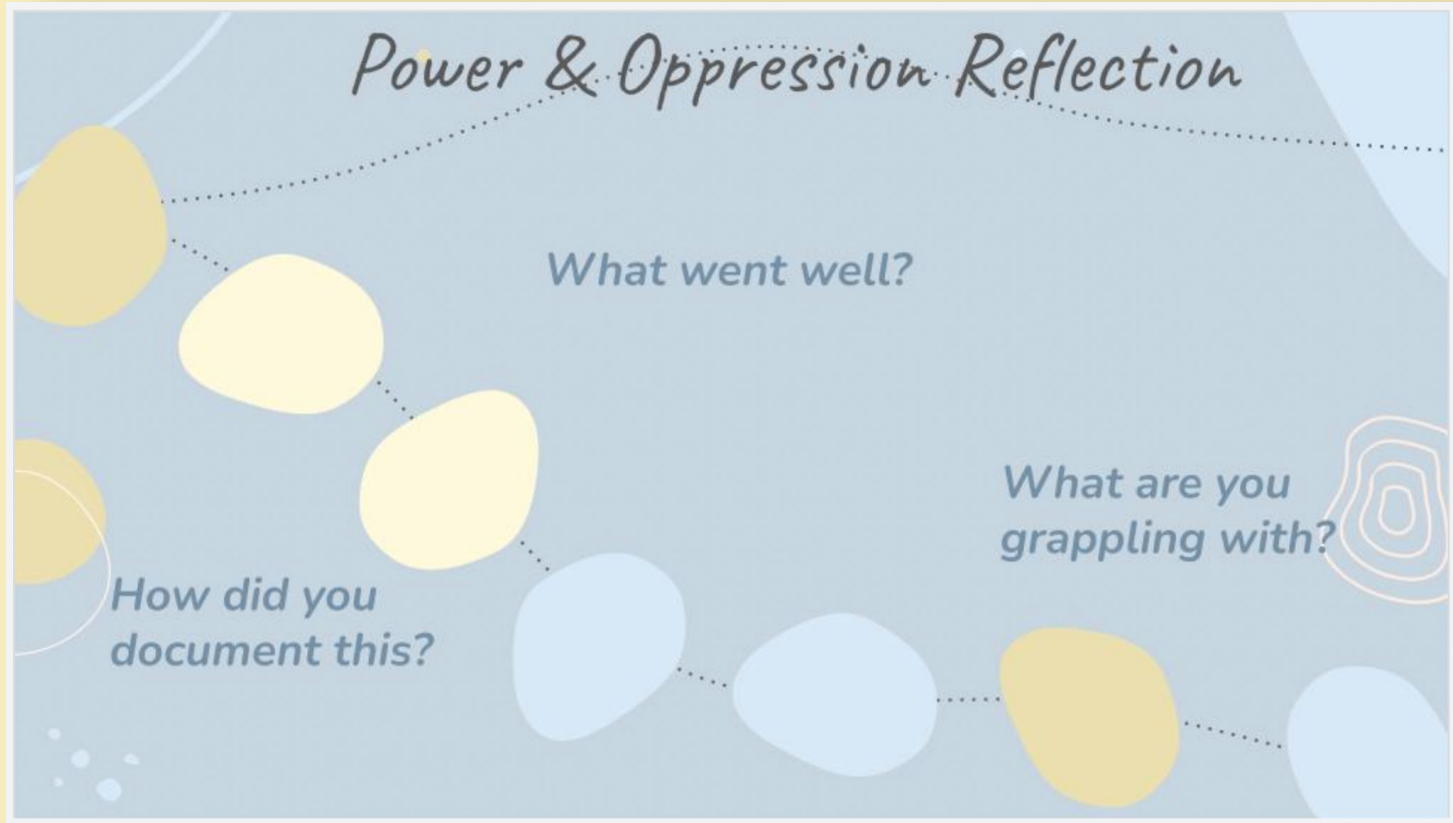 Power & Oppression Reflection
What went well?
What are you
grappling with?
How did you
document this?